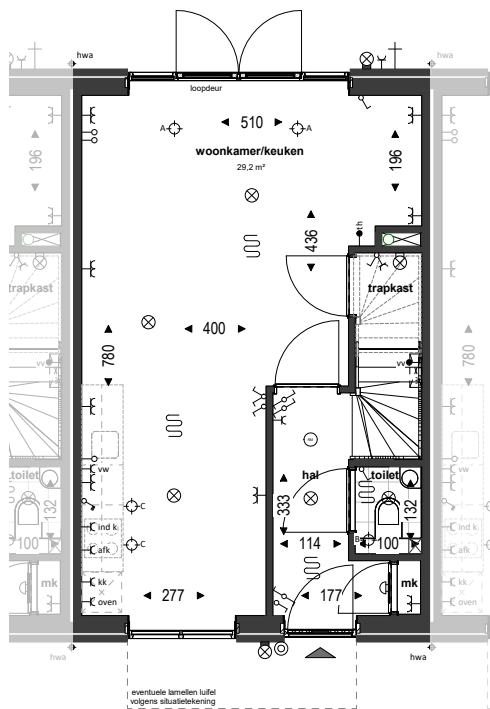 hwa
hwa
loopdeur
A
510
A
woonkamer/keuken
29,2 m²
196
196
th
436
trapkast
trapkast
400
780
780
vv
vv
hal
toilet
toilet
vw
vw
333
132
132
C
ind k
ind k
C
B
afk
afk
100
114
100
mk
kk
kk
mk
277
177
oven
oven
hwa
hwa
eventuele lamellen luifel
volgens situatietekening